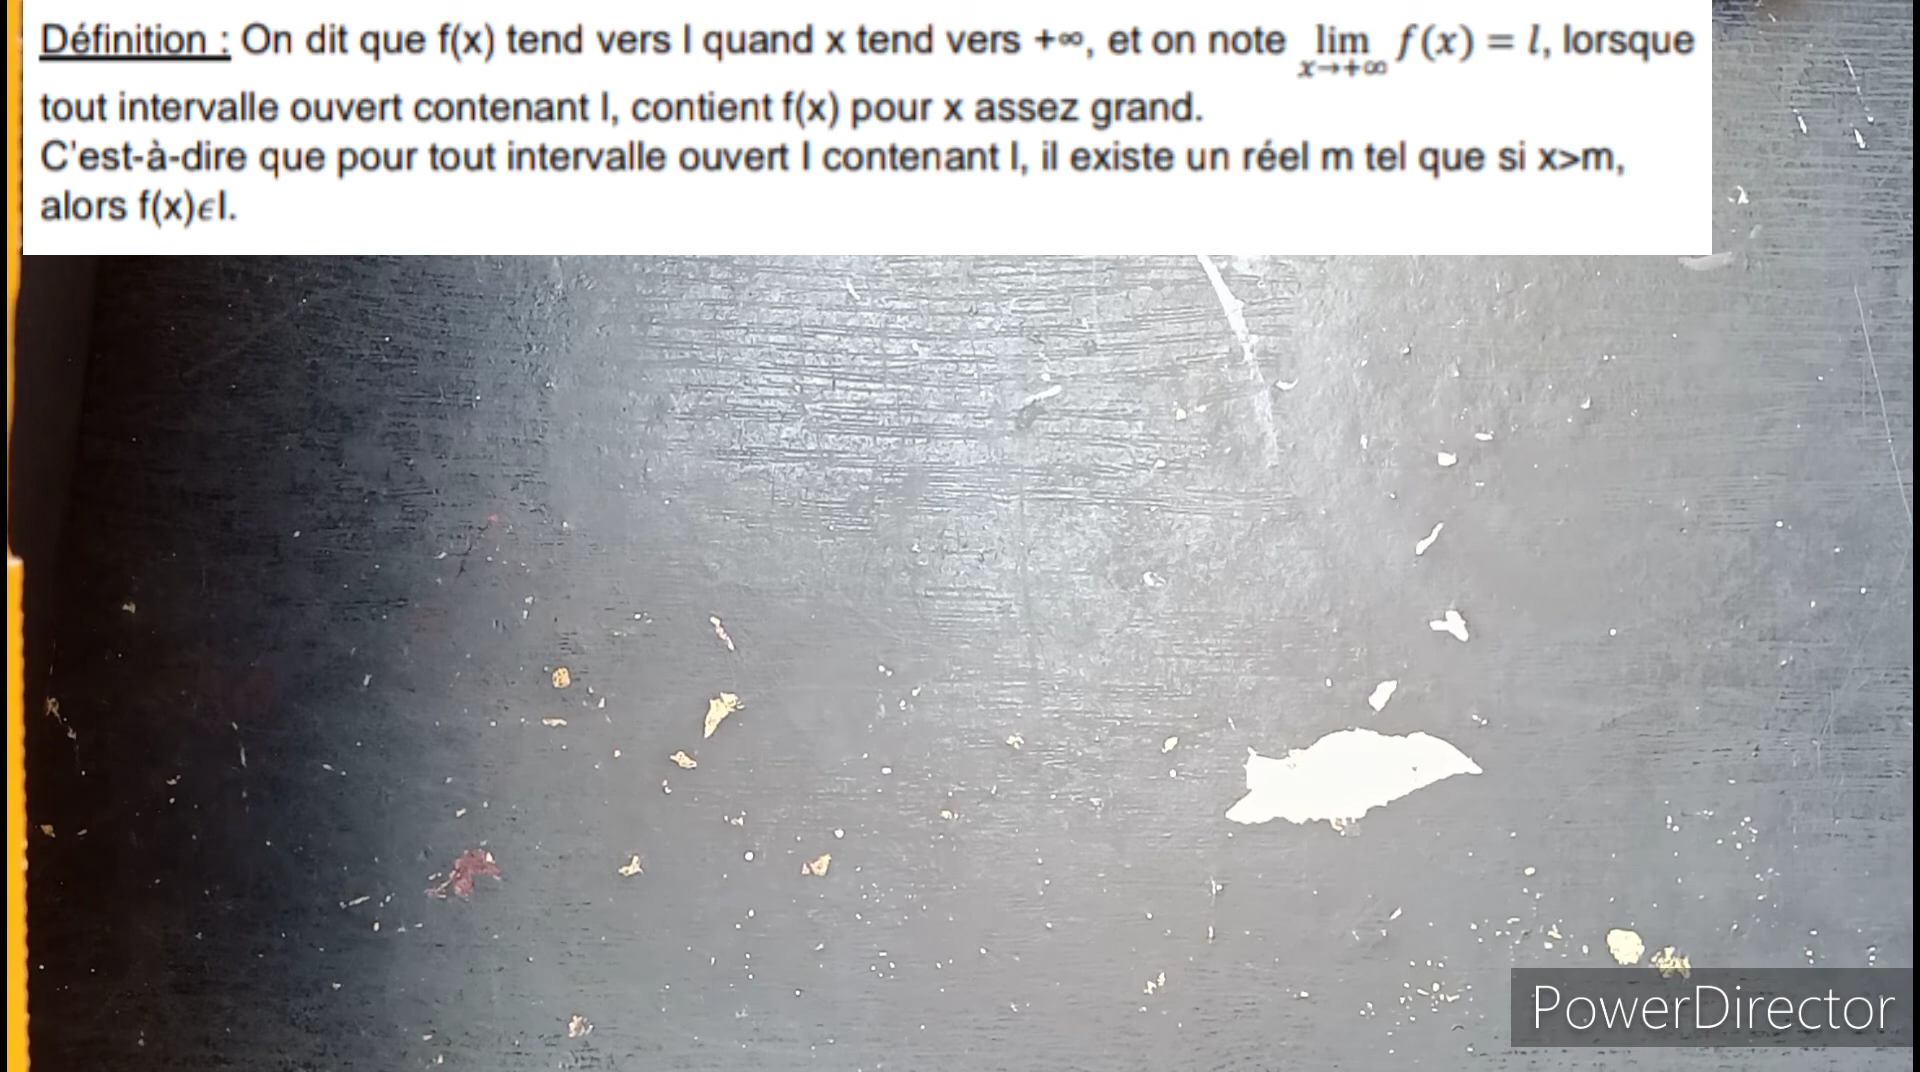 Définition : On dit que f(x) tend vers l quand x tend vers +∞, et on note lim x→+∞ f(x) = l, lorsque
tout intervalle ouvert contenant l, contient f(x) pour x assez grand.
C'est-à-dire que pour tout intervalle ouvert I contenant l, il existe un réel m tel que si x>m,
alors f(x)ϵI.
PowerDirector